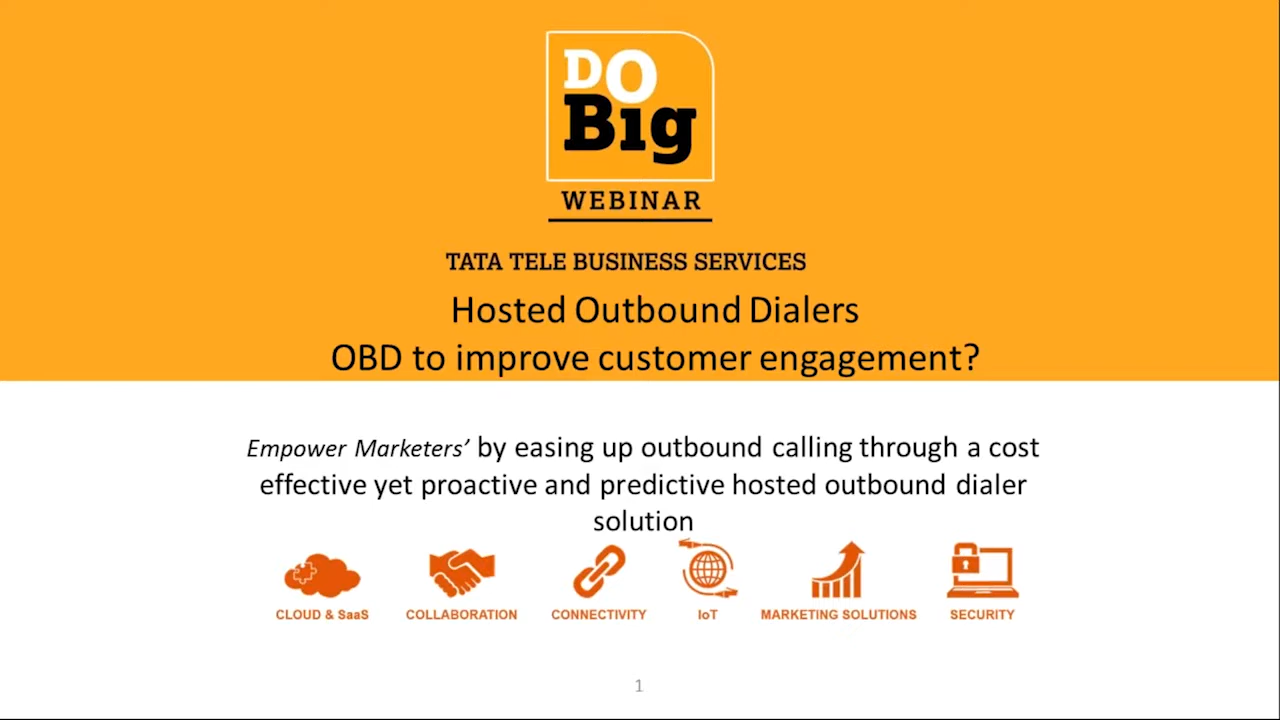 DO
Big
WEBINAR
TATA TELE BUSINESS SERVICES
Hosted Outbound Dialers
OBD to improve customer engagement?
Empower Marketers’ by easing up outbound calling through a cost
effective yet proactive and predictive hosted outbound dialer
solution
CLOUD & SaaS COLLABORATION CONNECTIVITY IoT MARKETING SOLUTIONS SECURITY
1